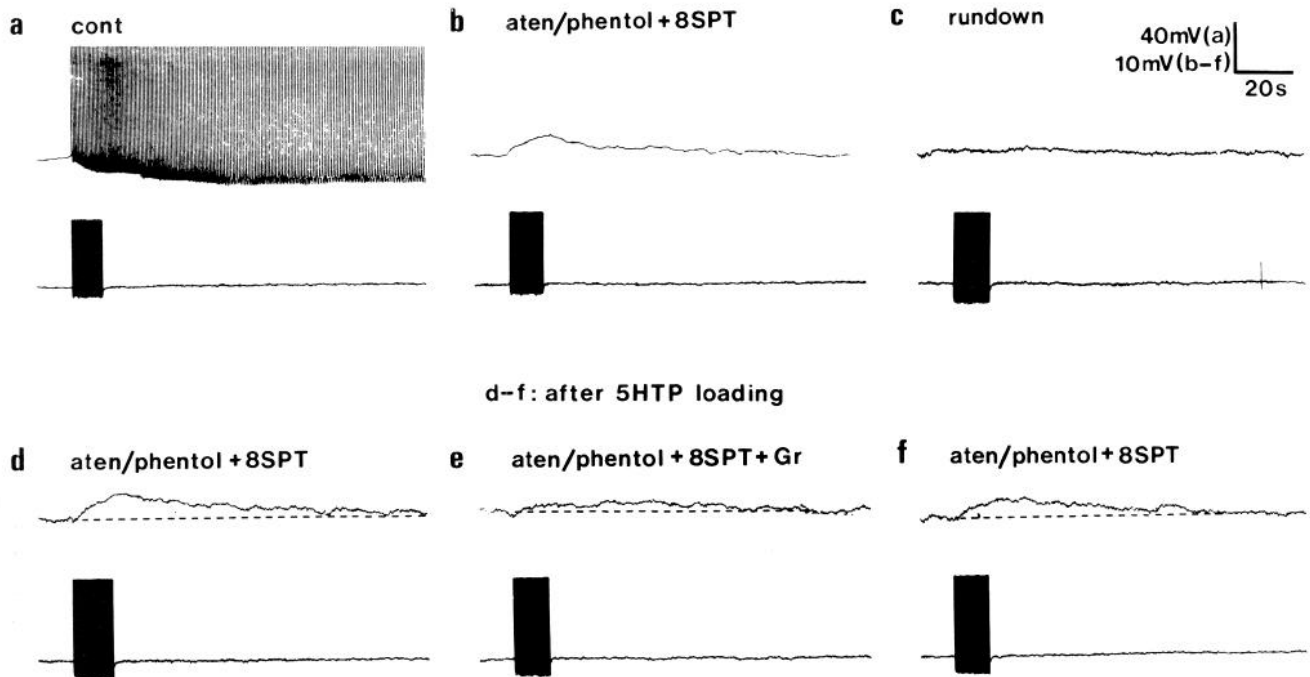 a cont
b aten/phentol + 8SPT
c rundown
40mV(a)
10mV(b-f)
20s
d-f: after 5HTP loading
d aten/phentol + 8SPT
e aten/phentol + 8SPT + Gr
f aten/phentol + 8SPT